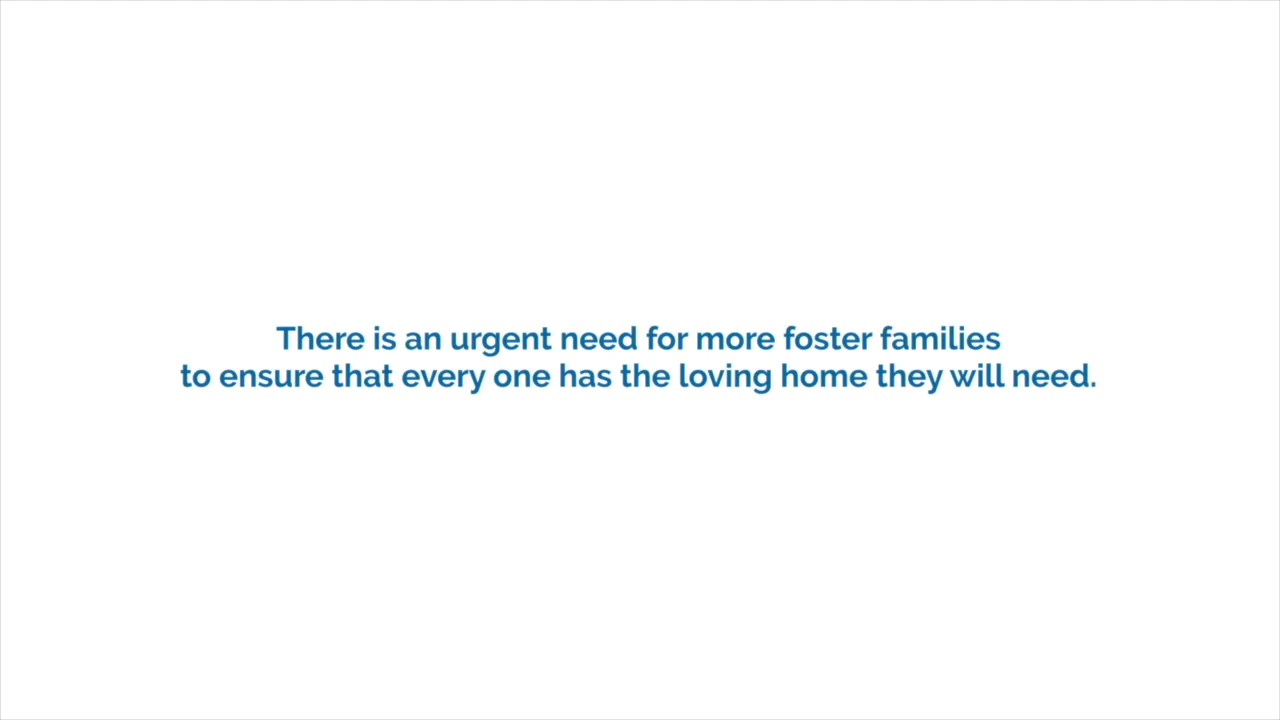 There is an urgent need for more foster families
to ensure that every one has the loving home they will need.